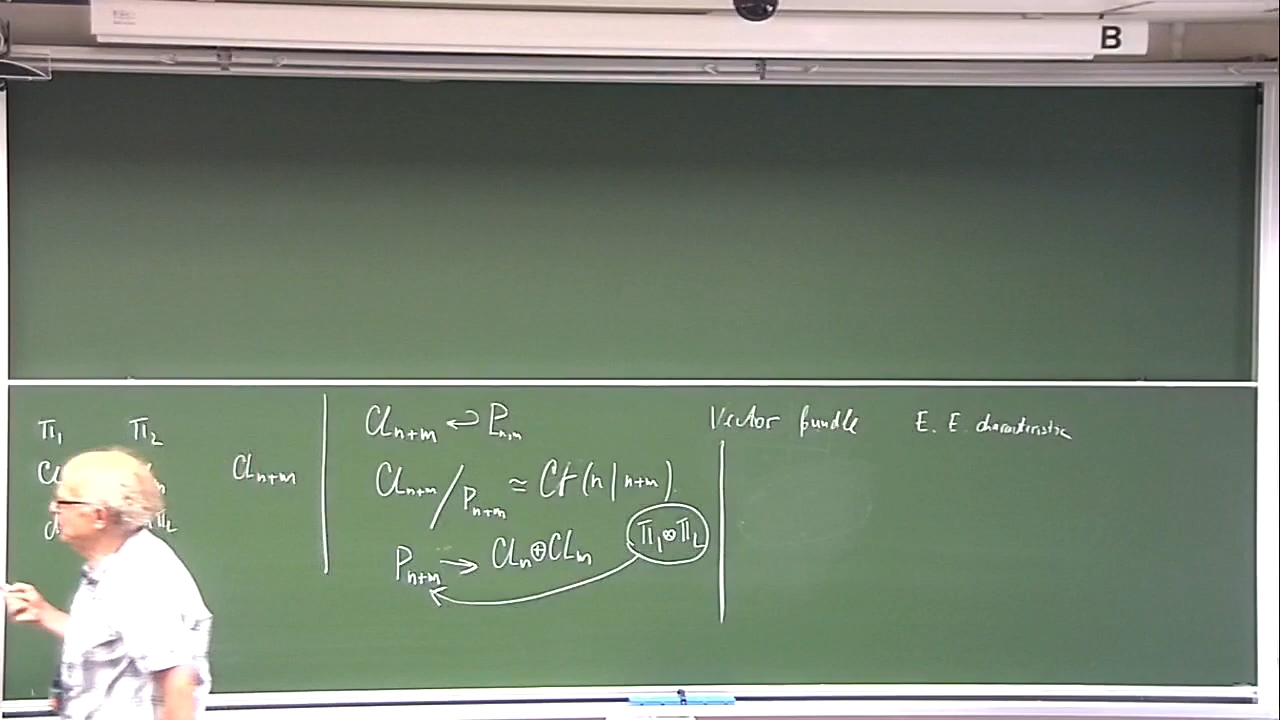 B
π₁ π₂
Cl_{n+m}
Cl_{n+m} ↩ P_{n,m}
Cl_{n+m} / P_{n+m} ≃ Gr(n|n+m)
P_{n+m} → Cl_n ⊕ Cl_m
π₁ ⊗ π₂
Vector bundle E. E characteristic